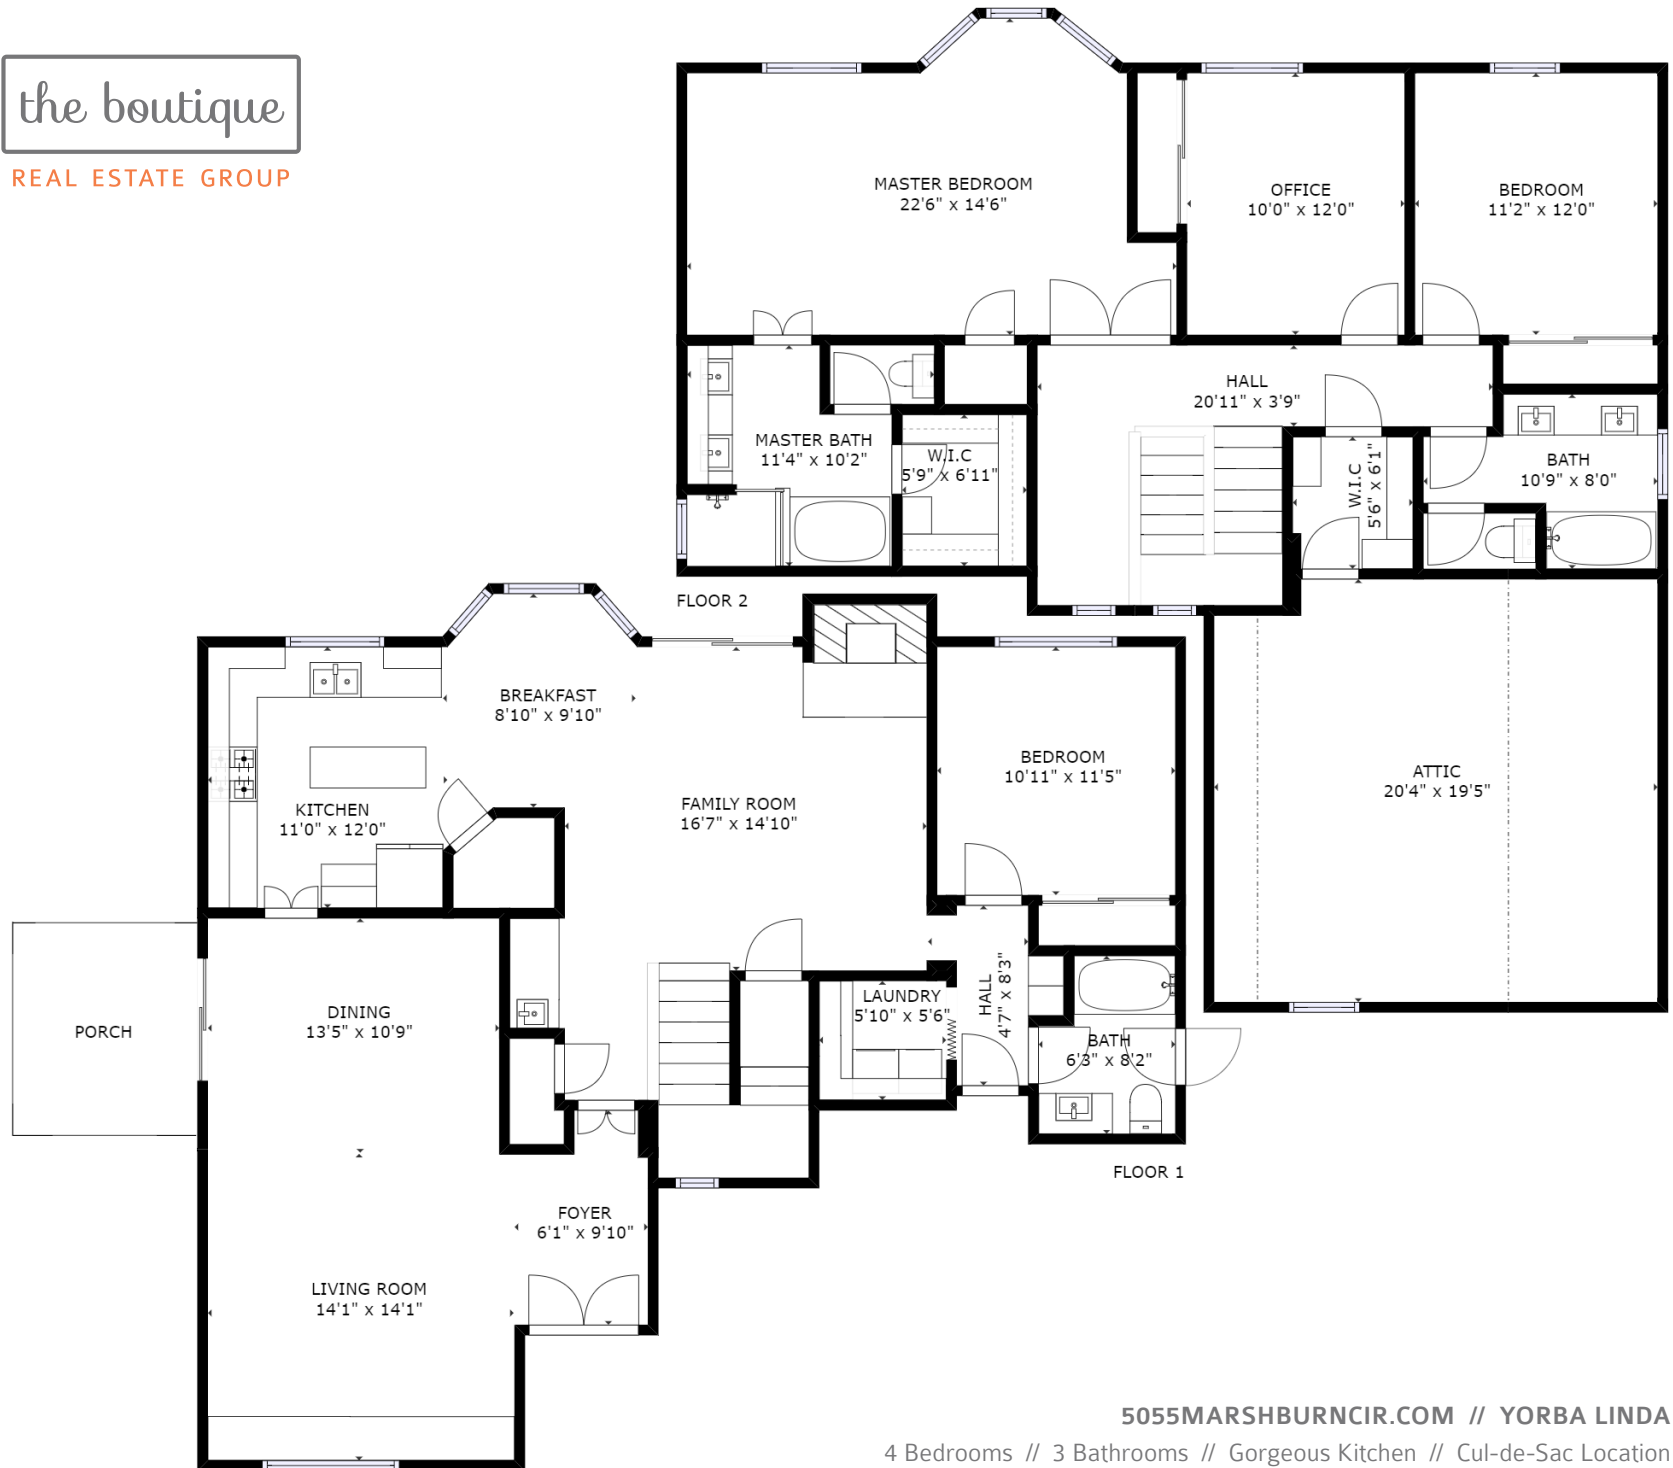 the boutique
REAL ESTATE GROUP
MASTER BEDROOM
22'6" x 14'6"
OFFICE
10'0" x 12'0"
BEDROOM
11'2" x 12'0"
HALL
20'11" x 3'9"
MASTER BATH
11'4" x 10'2"
W.I.C
5'9" x 6'11"
W.I.C
5'6" x 6'1"
BATH
10'9" x 8'0"
FLOOR 2
ATTIC
20'4" x 19'5"
BREAKFAST
8'10" x 9'10"
KITCHEN
11'0" x 12'0"
FAMILY ROOM
16'7" x 14'10"
BEDROOM
10'11" x 11'5"
PORCH
DINING
13'5" x 10'9"
LAUNDRY
5'10" x 5'6"
HALL
4'7" x 8'3"
BATH
6'3" x 8'2"
FLOOR 1
FOYER
6'1" x 9'10"
LIVING ROOM
14'1" x 14'1"
5055MARSHBURNCIR.COM // YORBA LINDA
4 Bedrooms // 3 Bathrooms // Gorgeous Kitchen // Cul-de-Sac Location